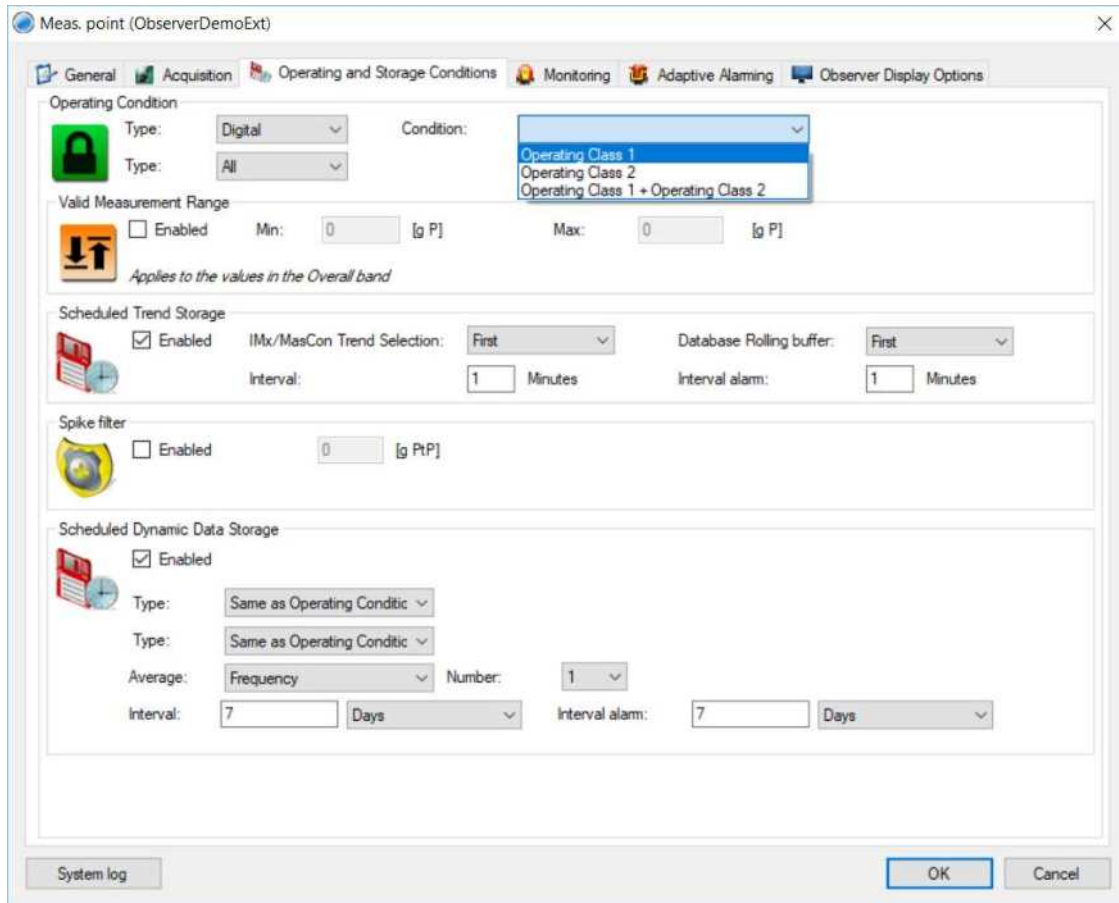 Meas. point (ObserverDemoExt)
General Acquisition Operating and Storage Conditions Monitoring Adaptive Alarming Observer Display Options
Operating Condition
Type: Digital Condition:
Operating Class 1
Type: All
Operating Class 2
Operating Class 1 + Operating Class 2
Valid Measurement Range
Enabled Min: 0 [g P] Max: 0 [g P]
Applies to the values in the Overall band
Scheduled Trend Storage
Enabled IMx/MasCon Trend Selection: First Database Rolling buffer: First
Interval: 1 Minutes Interval alarm: 1 Minutes
Spike filter
Enabled 0 [g PtP]
Scheduled Dynamic Data Storage
Enabled
Type: Same as Operating Conditic
Type: Same as Operating Conditic
Average: Frequency Number: 1
Interval: 7 Days Interval alarm: 7 Days
System log OK Cancel